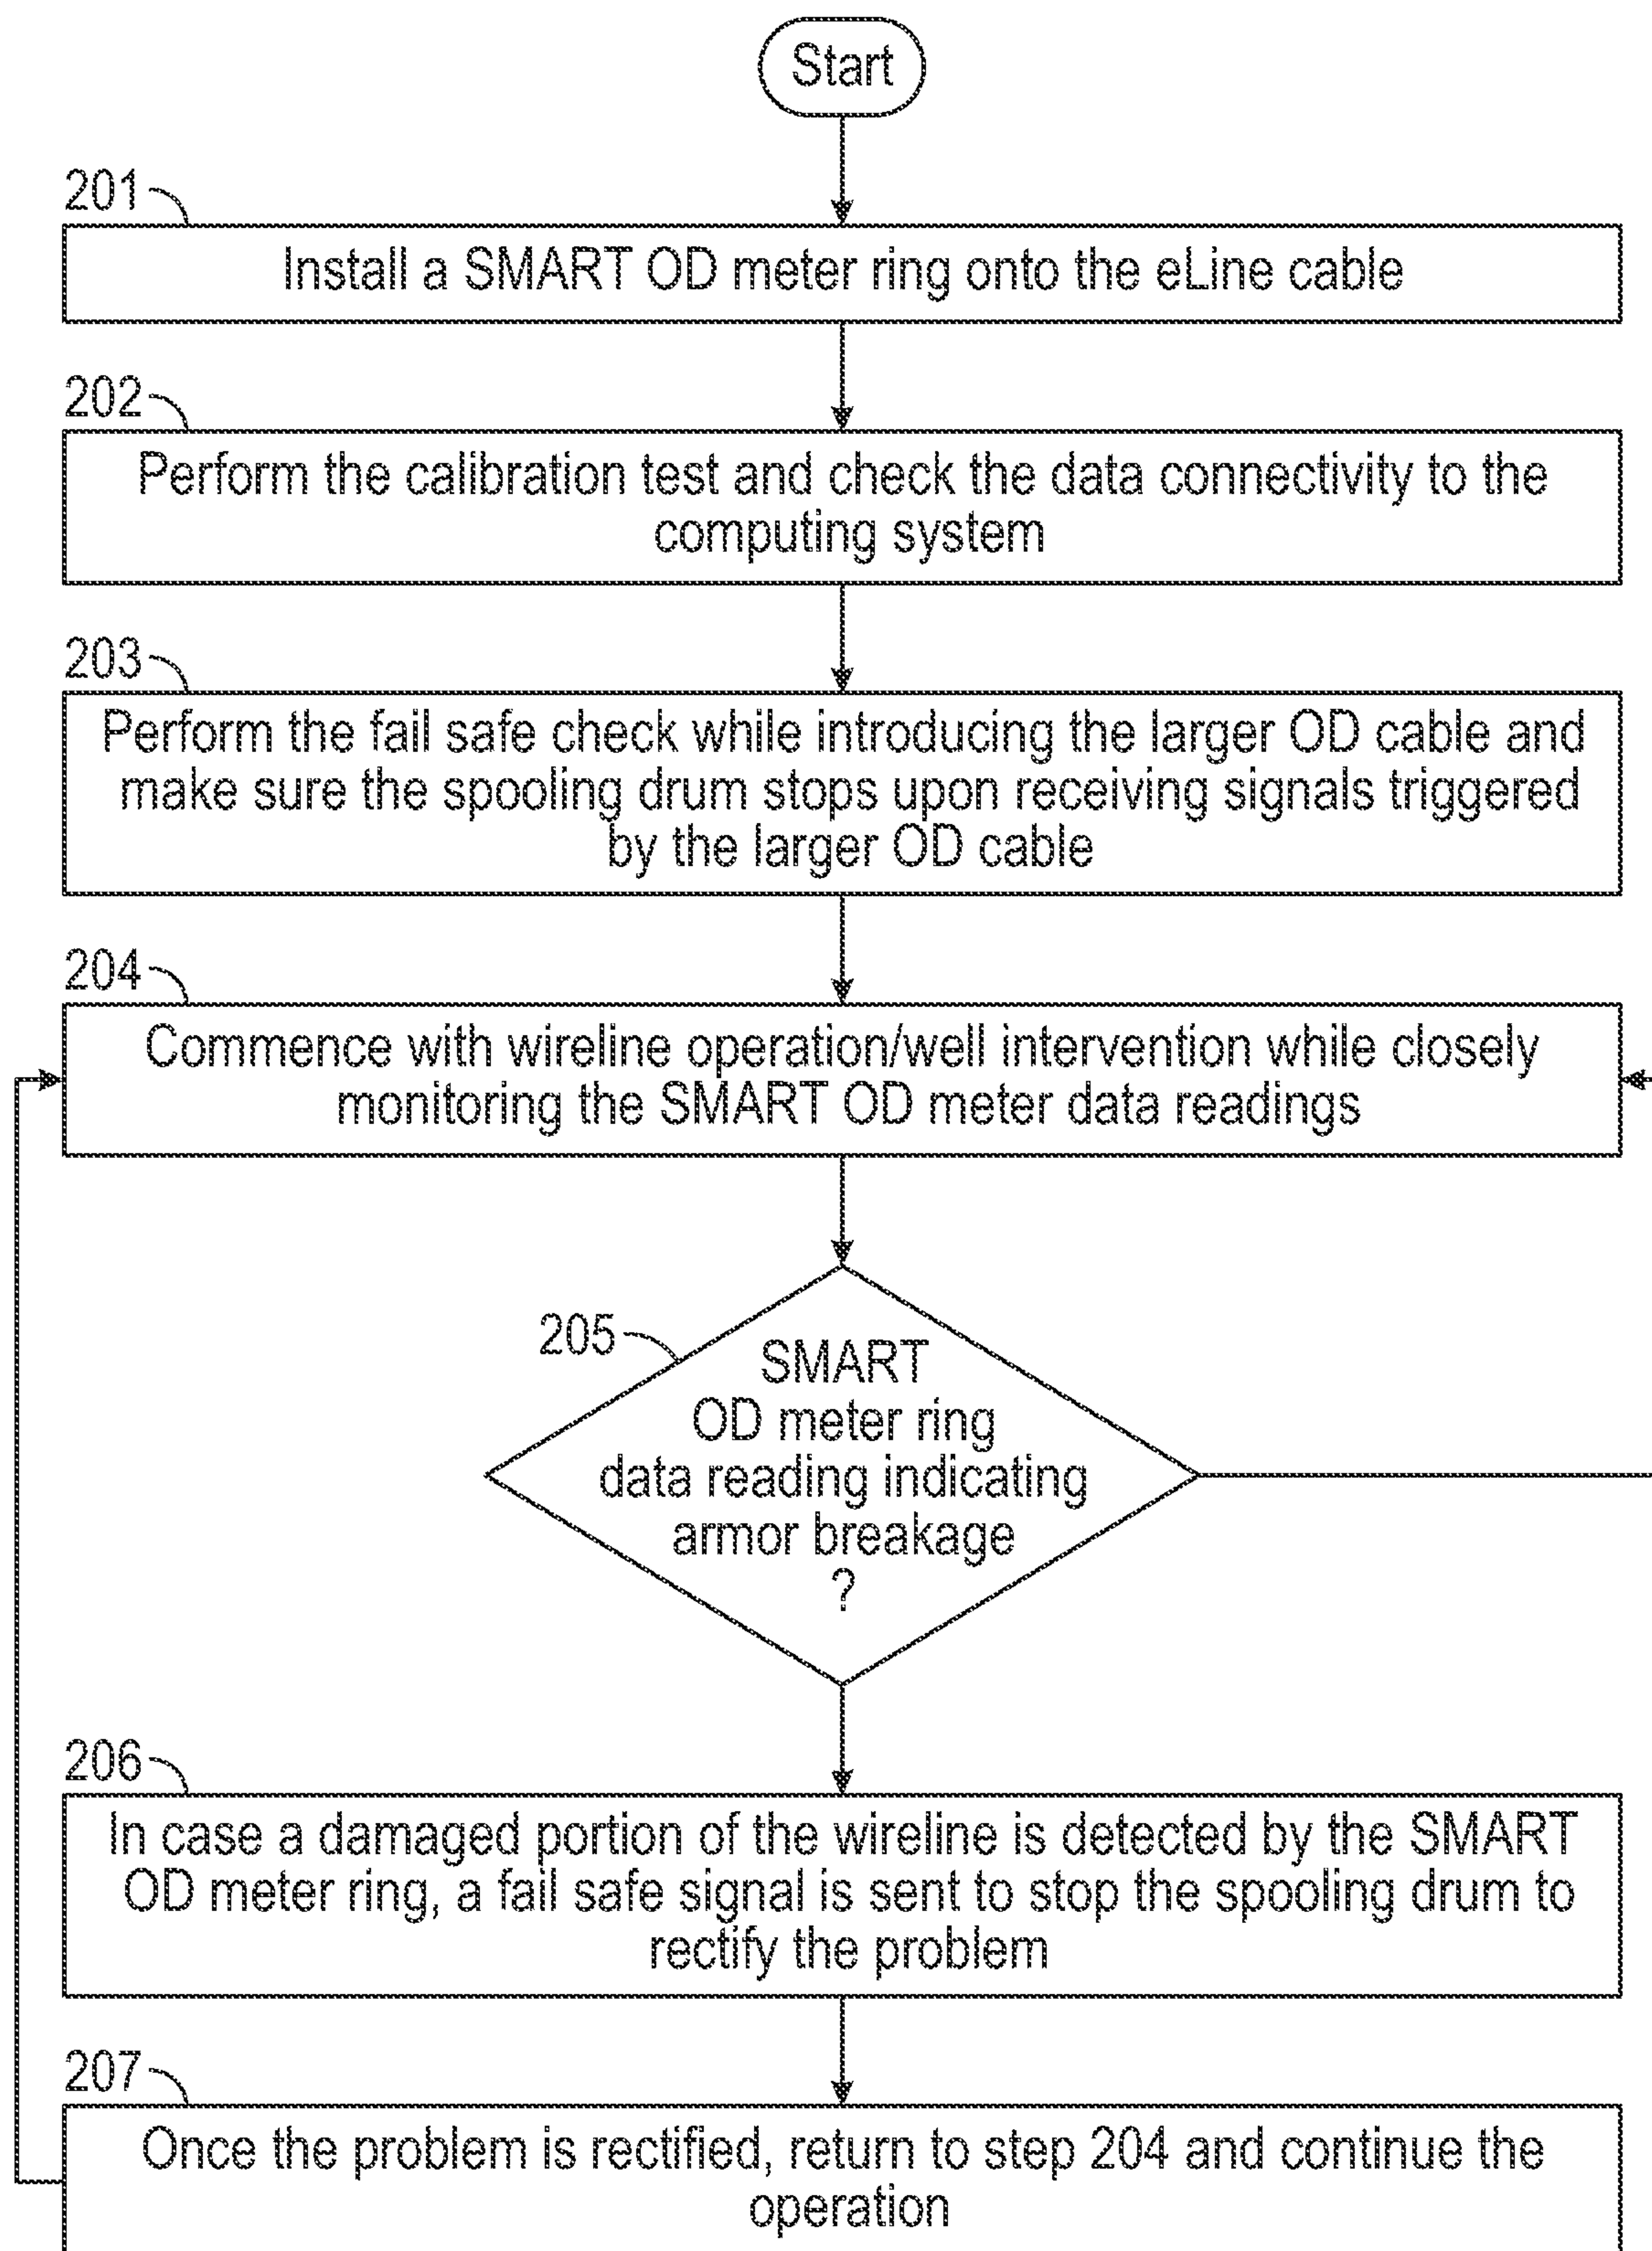 Start
201
Install a SMART OD meter ring onto the eLine cable
202
Perform the calibration test and check the data connectivity to the
computing system
203
Perform the fail safe check while introducing the larger OD cable and
make sure the spooling drum stops upon receiving signals triggered
by the larger OD cable
204
Commence with wireline operation/well intervention while closely
monitoring the SMART OD meter data readings
205
SMART
OD meter ring
data reading indicating
armor breakage
?
206
In case a damaged portion of the wireline is detected by the SMART
OD meter ring, a fail safe signal is sent to stop the spooling drum to
rectify the problem
207
Once the problem is rectified, return to step 204 and continue the
operation